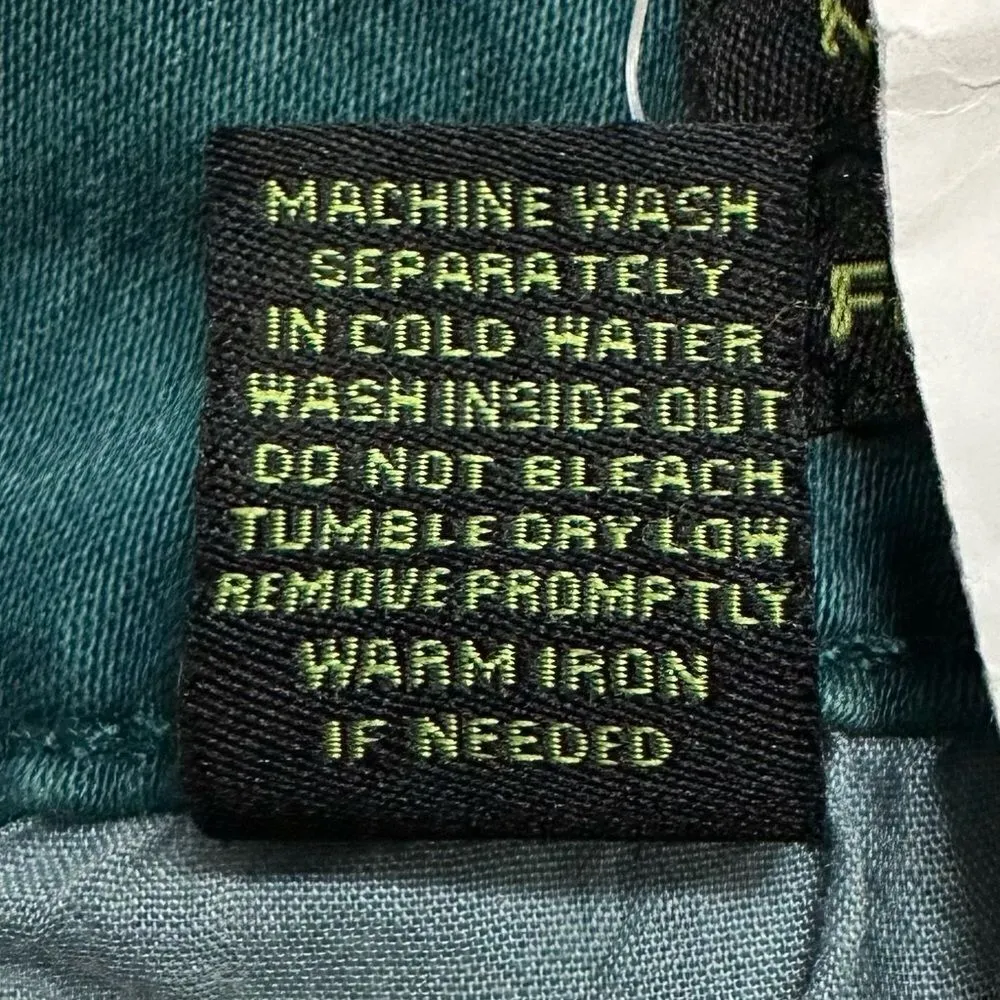 MACHINE WASH
SEPARATELY
IN COLD WATER
WASH INSIDE OUT
DO NOT BLEACH
TUMBLE DRY LOW
REMOVE PROMPTLY
WARM IRON
IF NEEDED
F